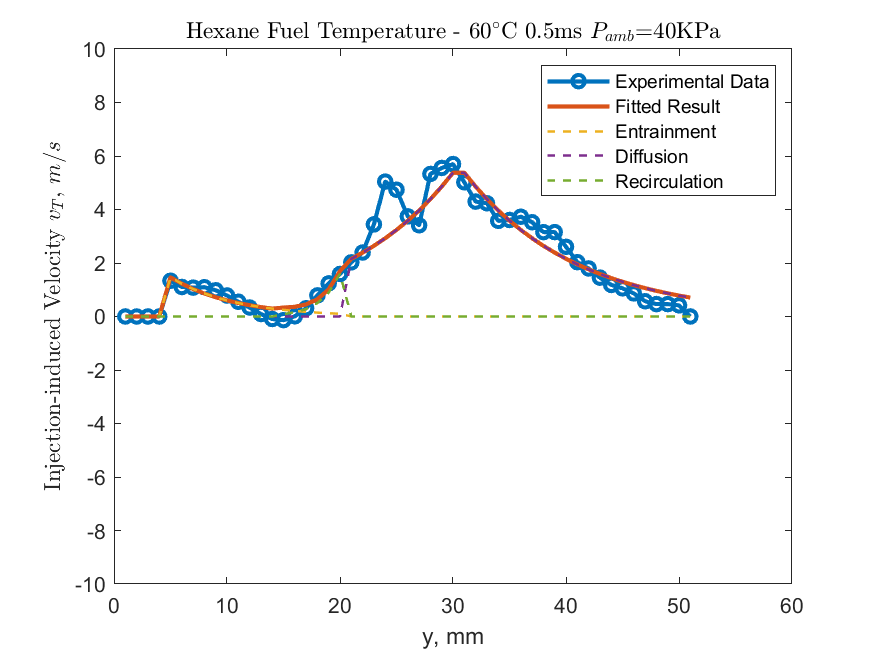 Hexane Fuel Temperature - 60°C 0.5ms P_amb=40KPa
10
8
6
4
2
0
-2
-4
-6
-8
-10
Injection-induced Velocity v_T, m/s
Experimental Data
Fitted Result
Entrainment
Diffusion
Recirculation
0 10 20 30 40 50 60
y, mm